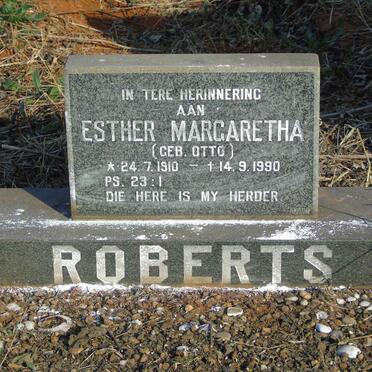 IN TERE HERINNERING
AAN
ESTHER MARGARETHA
(GEB. OTTO)
* 24.7.1910 – † 14.9.1990
PS. 23:1
DIE HERE IS MY HERDER
ROBERTS